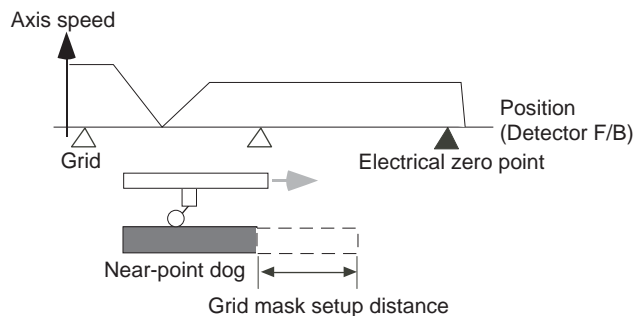 Axis speed
Position
(Detector F/B)
Grid
Electrical zero point
Near-point dog
Grid mask setup distance